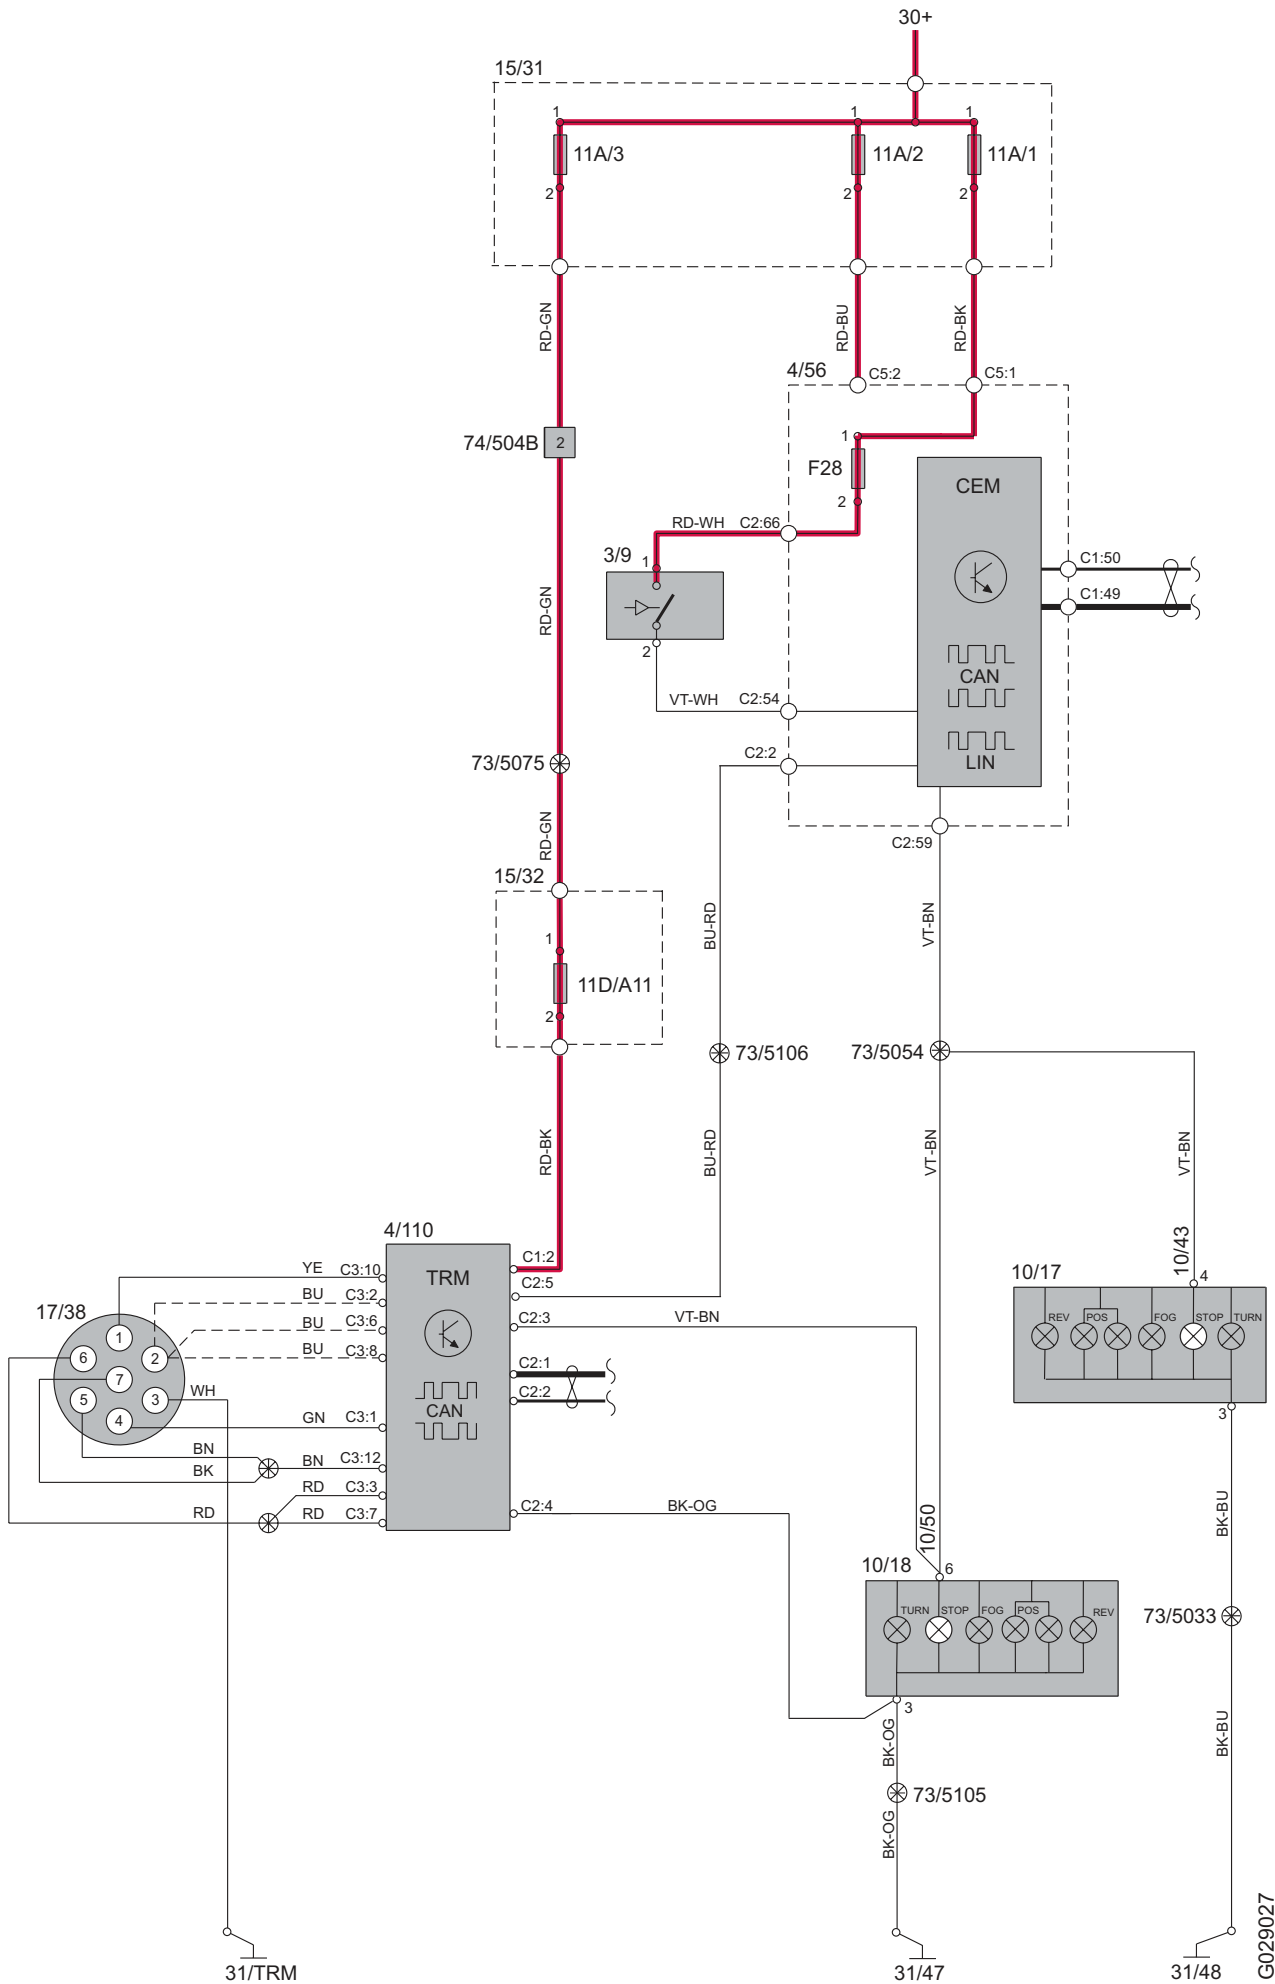 30+
15/31
1
1
1
11A/3
11A/2
11A/1
2
2
2
RD-GN
RD-BU
RD-BK
4/56
C5:2
C5:1
74/504B
2
1
F28
2
CEM
RD-WH
C2:66
3/9
1
2
C1:50
C1:49
RD-GN
CAN
VT-WH
C2:54
C2:2
LIN
73/5075
RD-GN
C2:59
15/32
1
11D/A11
2
BU-RD
VT-BN
73/5106
73/5054
RD-BK
BU-RD
VT-BN
VT-BN
4/110
TRM
C1:2
C2:5
C2:3
VT-BN
C2:1
C2:2
CAN
C2:4
BK-OG
YE
C3:10
BU
C3:2
BU
C3:6
BU
C3:8
17/38
1
6
2
7
5
3
4
WH
GN
C3:1
BN
BK
BN
C3:12
RD
C3:3
RD
RD
C3:7
10/43
10/17
4
REV
POS
FOG
STOP
TURN
3
BK-BU
10/50
10/18
6
TURN
STOP
FOG
POS
REV
3
73/5033
BK-OG
BK-BU
73/5105
BK-OG
31/TRM
31/47
31/48
G029027